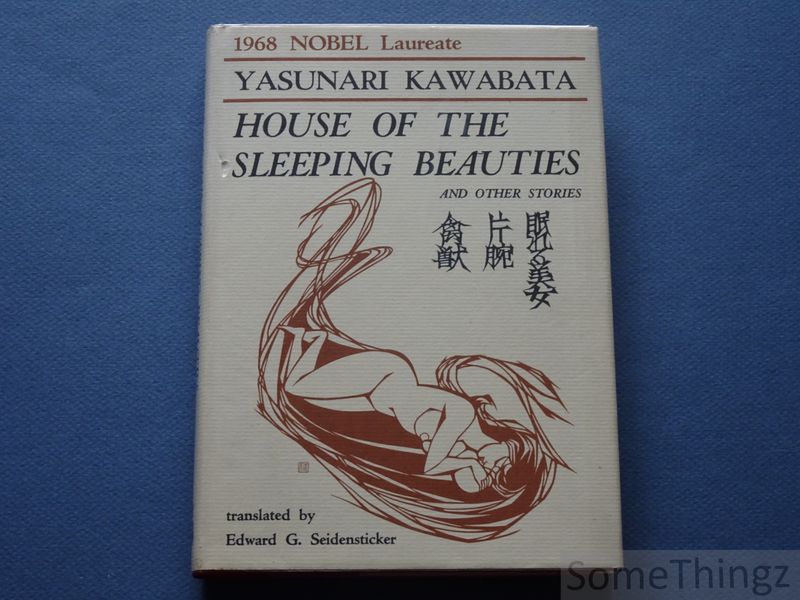 1968 NOBEL Laureate
YASUNARI KAWABATA
HOUSE OF THE
SLEEPING BEAUTIES
AND OTHER STORIES
眠れる美女
片腕
禽獣
translated by
Edward G. Seidensticker
SomeThingz